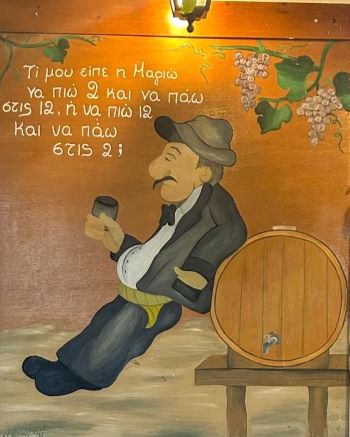 Τί μου είπε η Μαριώ
να πιώ 2 και να πάω
στις 12, ή να πιώ 12
και να πάω
στις 2;